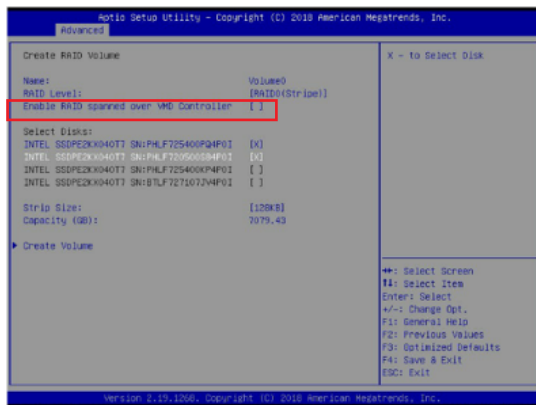 Aptio Setup Utility – Copyright (C) 2018 American Megatrends, Inc.
Advanced
Create RAID Volume
X – to Select Disk
Name: Volume0
RAID Level: [RAID0(Stripe)]
Enable RAID spanned over VMD Controller [ ]
Select Disks:
INTEL SSDPE2KX040T7 SN:PHLF725400PQ4P0I [X]
INTEL SSDPE2KX040T7 SN:PHLF720500SB4P0I [X]
INTEL SSDPE2KX040T7 SN:PHLF725400KP4P0I [ ]
INTEL SSDPE2KX040T7 SN:BTLF727107JV4P0I [ ]
Strip Size: [128KB]
Capacity (GB): 7079.43
Create Volume
: Select Screen
: Select Item
Enter: Select
+/-: Change Opt.
F1: General Help
F2: Previous Values
F3: Optimized Defaults
F4: Save & Exit
ESC: Exit
Version 2.19.1268. Copyright (C) 2018 American Megatrends, Inc.